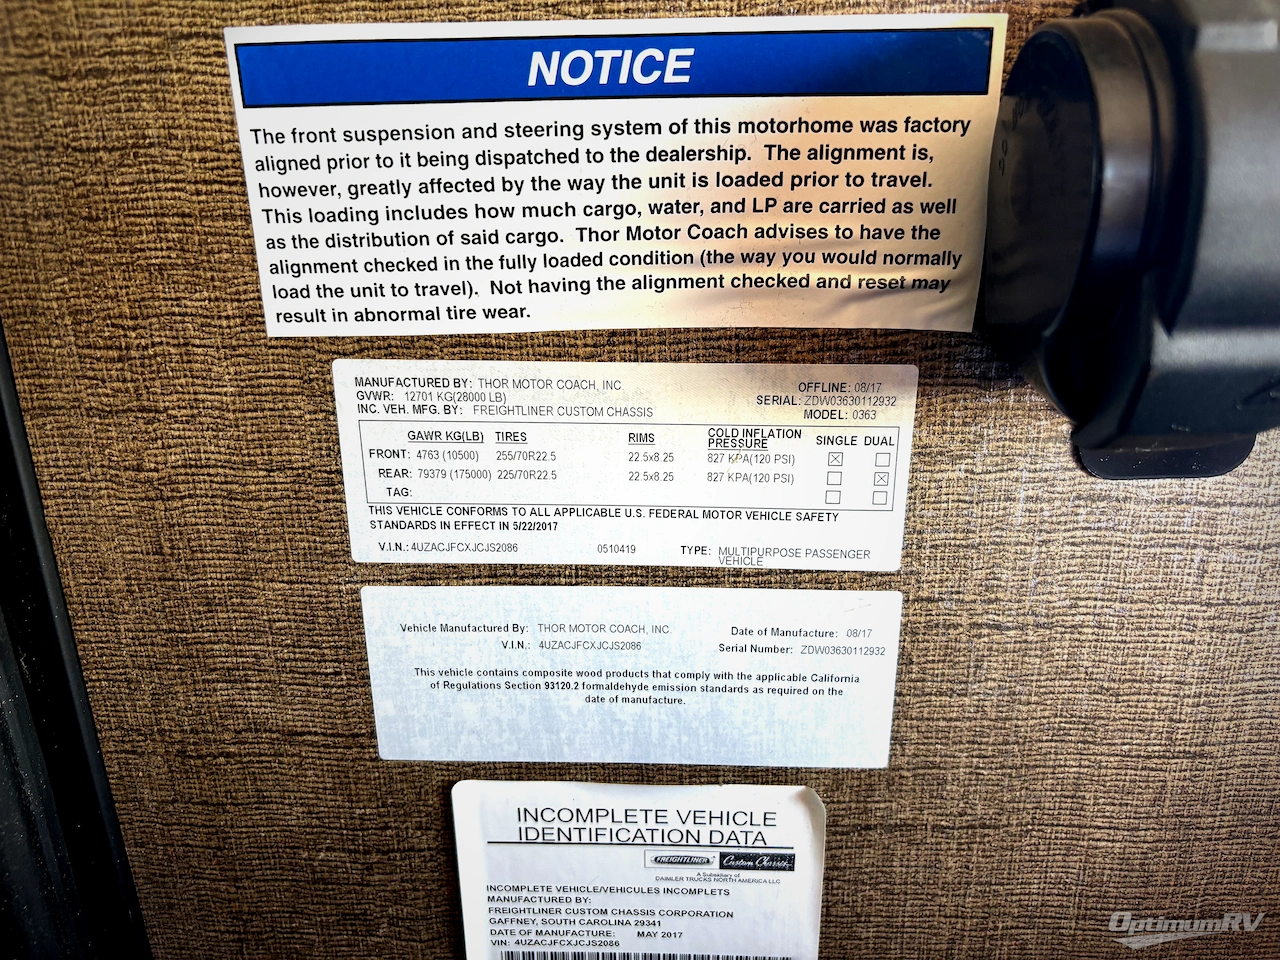 NOTICE
The front suspension and steering system of this motorhome was factory
aligned prior to it being dispatched to the dealership. The alignment is,
however, greatly affected by the way the unit is loaded prior to travel.
This loading includes how much cargo, water, and LP are carried as well
as the distribution of said cargo. Thor Motor Coach advises to have the
alignment checked in the fully loaded condition (the way you would normally
load the unit to travel). Not having the alignment checked and reset may
result in abnormal tire wear.
MANUFACTURED BY: THOR MOTOR COACH, INC. OFFLINE: 08/17
GVWR: 12701 KG(28000 LB) SERIAL: ZDW03630112932
INC. VEH. MFG. BY: FREIGHTLINER CUSTOM CHASSIS MODEL: 0363
GAWR KG(LB) TIRES RIMS COLD INFLATION PRESSURE SINGLE DUAL
FRONT: 4763 (10500) 255/70R22.5 22.5x8.25 827 KPA(120 PSI)
REAR: 79379 (175000) 225/70R22.5 22.5x8.25 827 KPA(120 PSI)
TAG:
THIS VEHICLE CONFORMS TO ALL APPLICABLE U.S. FEDERAL MOTOR VEHICLE SAFETY
STANDARDS IN EFFECT IN 5/22/2017
V.I.N.: 4UZACJFCXJCJS2086 0510419 TYPE: MULTIPURPOSE PASSENGER
VEHICLE
Vehicle Manufactured By: THOR MOTOR COACH, INC. Date of Manufacture: 08/17
V.I.N.: 4UZACJFCXJCJS2086 Serial Number: ZDW03630112932
This vehicle contains composite wood products that comply with the applicable California
of Regulations Section 93120.2 formaldehyde emission standards as required on the
date of manufacture.
INCOMPLETE VEHICLE
IDENTIFICATION DATA
FREIGHTLINER Custom Chassis
A Subsidiary of
DAIMLER TRUCKS NORTH AMERICA LLC
INCOMPLETE VEHICLE/VEHICULES INCOMPLETS
MANUFACTURED BY:
FREIGHTLINER CUSTOM CHASSIS CORPORATION
GAFFNEY, SOUTH CAROLINA 29341
DATE OF MANUFACTURE: MAY 2017
VIN: 4UZACJFCXJCJS2086
OptimumRV